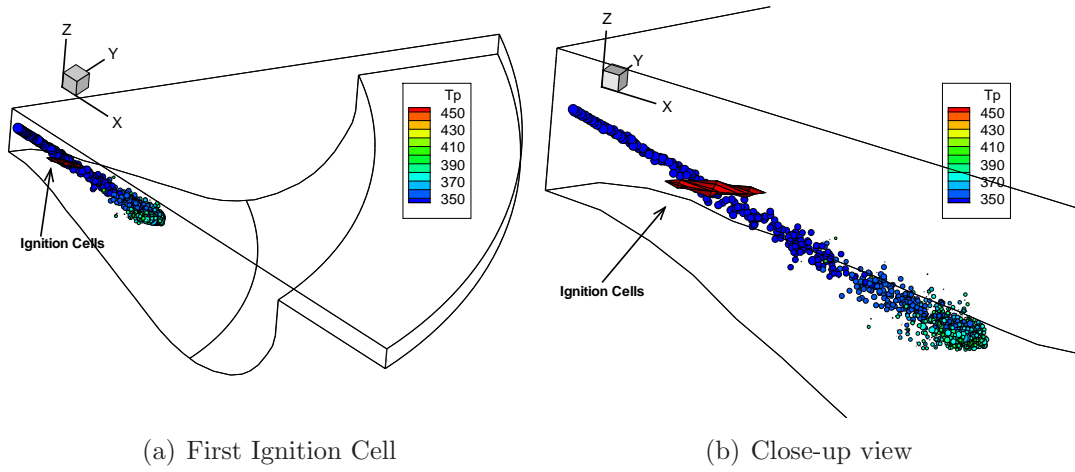 Z
Y
X
Tp
450
430
410
390
370
350
Ignition Cells
(a) First Ignition Cell
Z
Y
X
Tp
450
430
410
390
370
350
Ignition Cells
(b) Close-up view